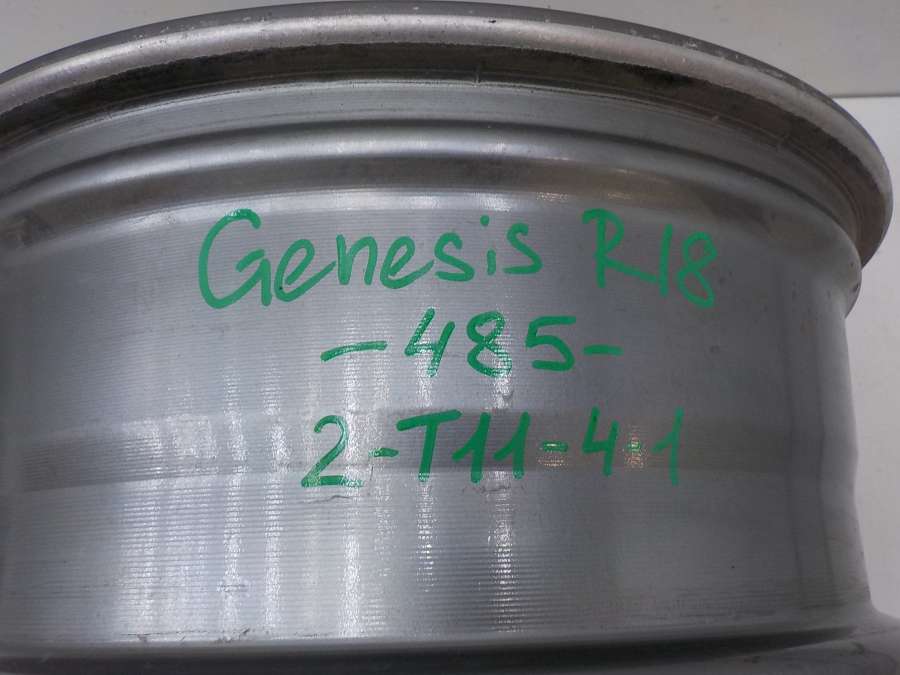 Genesis R18
-485-
2-T11-4.1